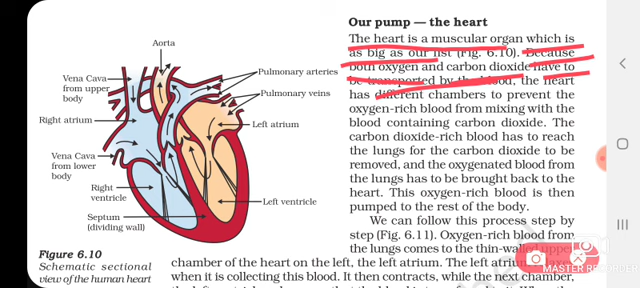 Our pump — the heart
The heart is a muscular organ which is
as big as our fist (Fig. 6.10). Because
both oxygen and carbon dioxide have to
be transported by the blood, the heart
has different chambers to prevent the
oxygen-rich blood from mixing with the
blood containing carbon dioxide. The
carbon dioxide-rich blood has to reach
the lungs for the carbon dioxide to be
removed, and the oxygenated blood from
the lungs has to be brought back to the
heart. This oxygen-rich blood is then
pumped to the rest of the body.
We can follow this process step by
step (Fig. 6.11). Oxygen-rich blood from
the lungs comes to the thin-walled upper
chamber of the heart on the left, the left atrium. The left atrium
when it is collecting this blood. It then contracts, while the next chamber,
Aorta
Vena Cava
from upper
body
Right atrium
Vena Cava
from lower
body
Right
ventricle
Septum
(dividing wall)
Pulmonary arteries
Pulmonary veins
Left atrium
Left ventricle
Figure 6.10
Schematic sectional
view of the human heart
MASTER RECORDER